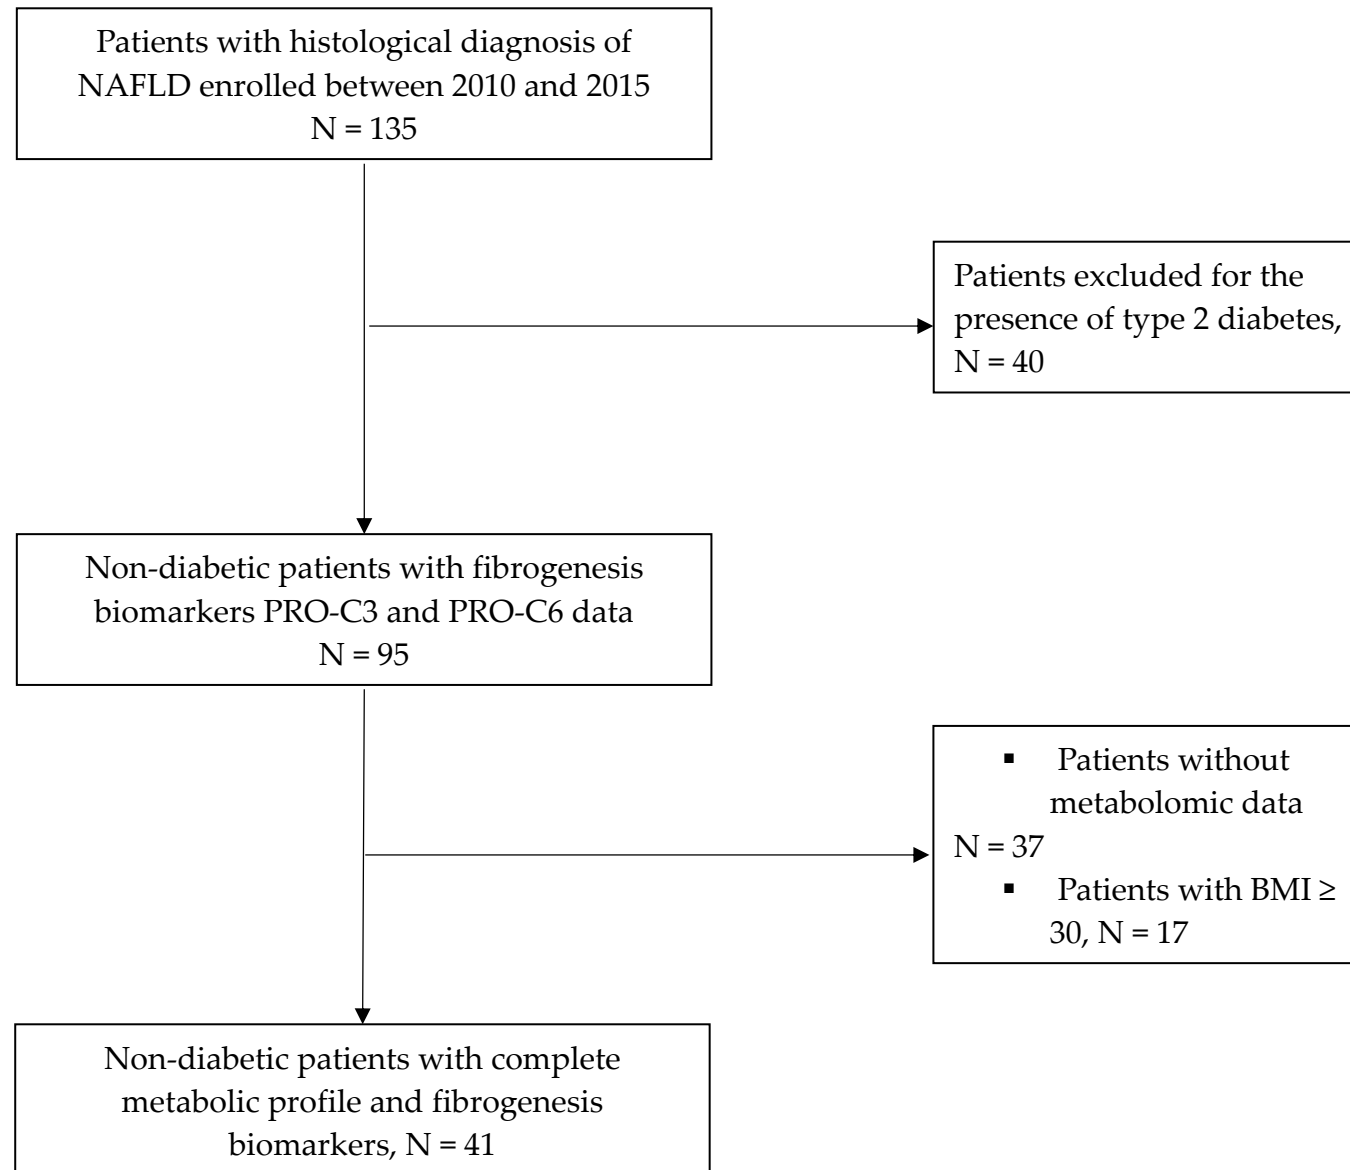 Patients with histological diagnosis of
NAFLD enrolled between 2010 and 2015
N = 135
Patients excluded for the
presence of type 2 diabetes,
N = 40
Non-diabetic patients with fibrogenesis
biomarkers PRO-C3 and PRO-C6 data
N = 95
▪ Patients without
metabolomic data
N = 37
▪ Patients with BMI ≥
30, N = 17
Non-diabetic patients with complete
metabolic profile and fibrogenesis
biomarkers, N = 41